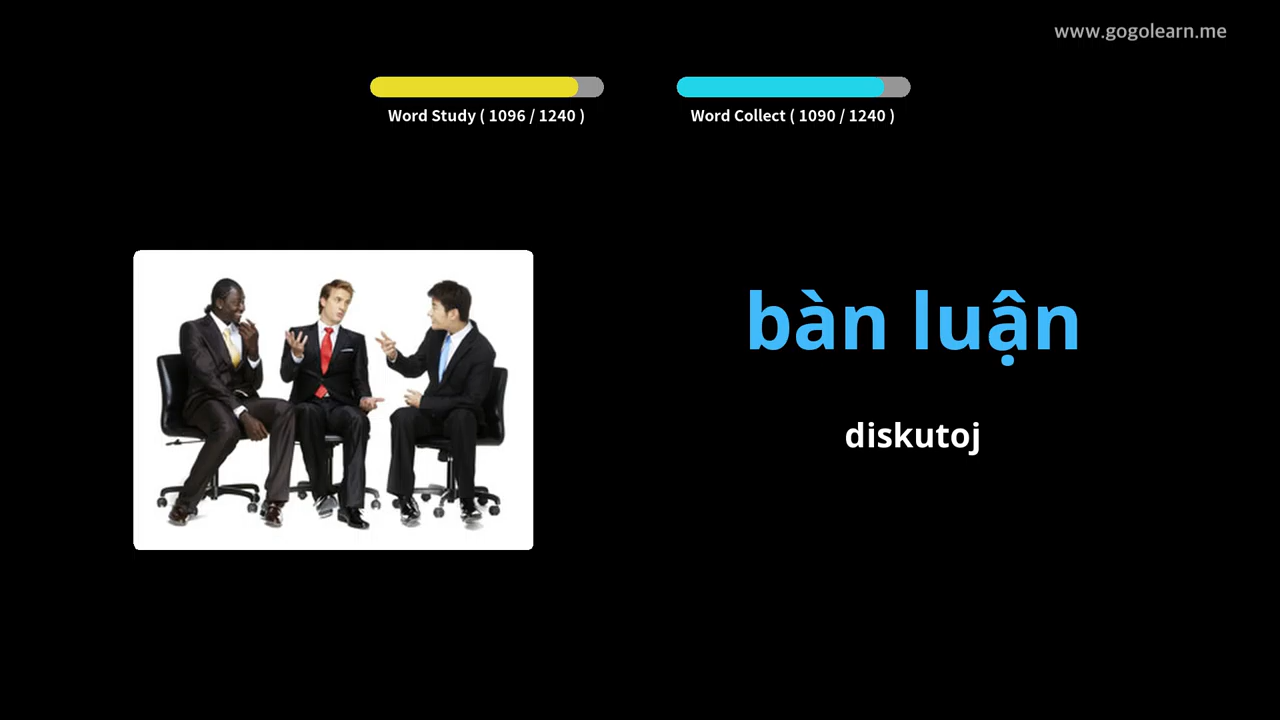 www.gogolearn.me
Word Study ( 1096 / 1240 )
Word Collect ( 1090 / 1240 )
bàn luận
diskutoj